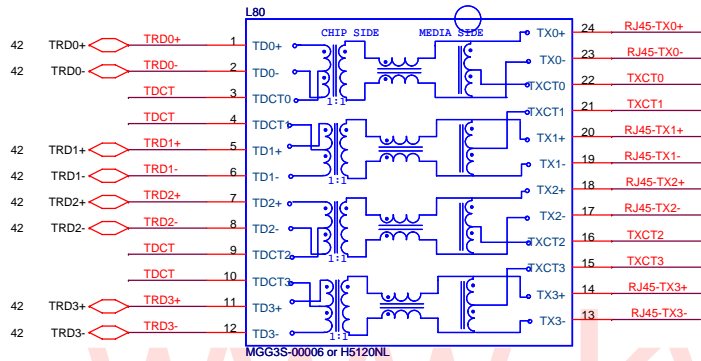 L80
CHIP SIDE MEDIA SIDE
42 TRD0+ TRD0+ 1 TD0+ TX0+ 24 RJ45-TX0+
42 TRD0- TRD0- 2 TD0- TX0- 23 RJ45-TX0-
TDCT 3 TDCT0 TXCT0 22 TXCT0
1:1
TDCT 4 TDCT1 TXCT1 21 TXCT1
42 TRD1+ TRD1+ 5 TD1+ TX1+ 20 RJ45-TX1+
42 TRD1- TRD1- 6 TD1- TX1- 19 RJ45-TX1-
1:1
42 TRD2+ TRD2+ 7 TD2+ TX2+ 18 RJ45-TX2+
42 TRD2- TRD2- 8 TD2- TX2- 17 RJ45-TX2-
TDCT 9 TDCT2 TXCT2 16 TXCT2
1:1
TDCT 10 TDCT3 TXCT3 15 TXCT3
42 TRD3+ TRD3+ 11 TD3+ TX3+ 14 RJ45-TX3+
42 TRD3- TRD3- 12 TD3- TX3- 13 RJ45-TX3-
1:1
MGG3S-00006 or H5120NL